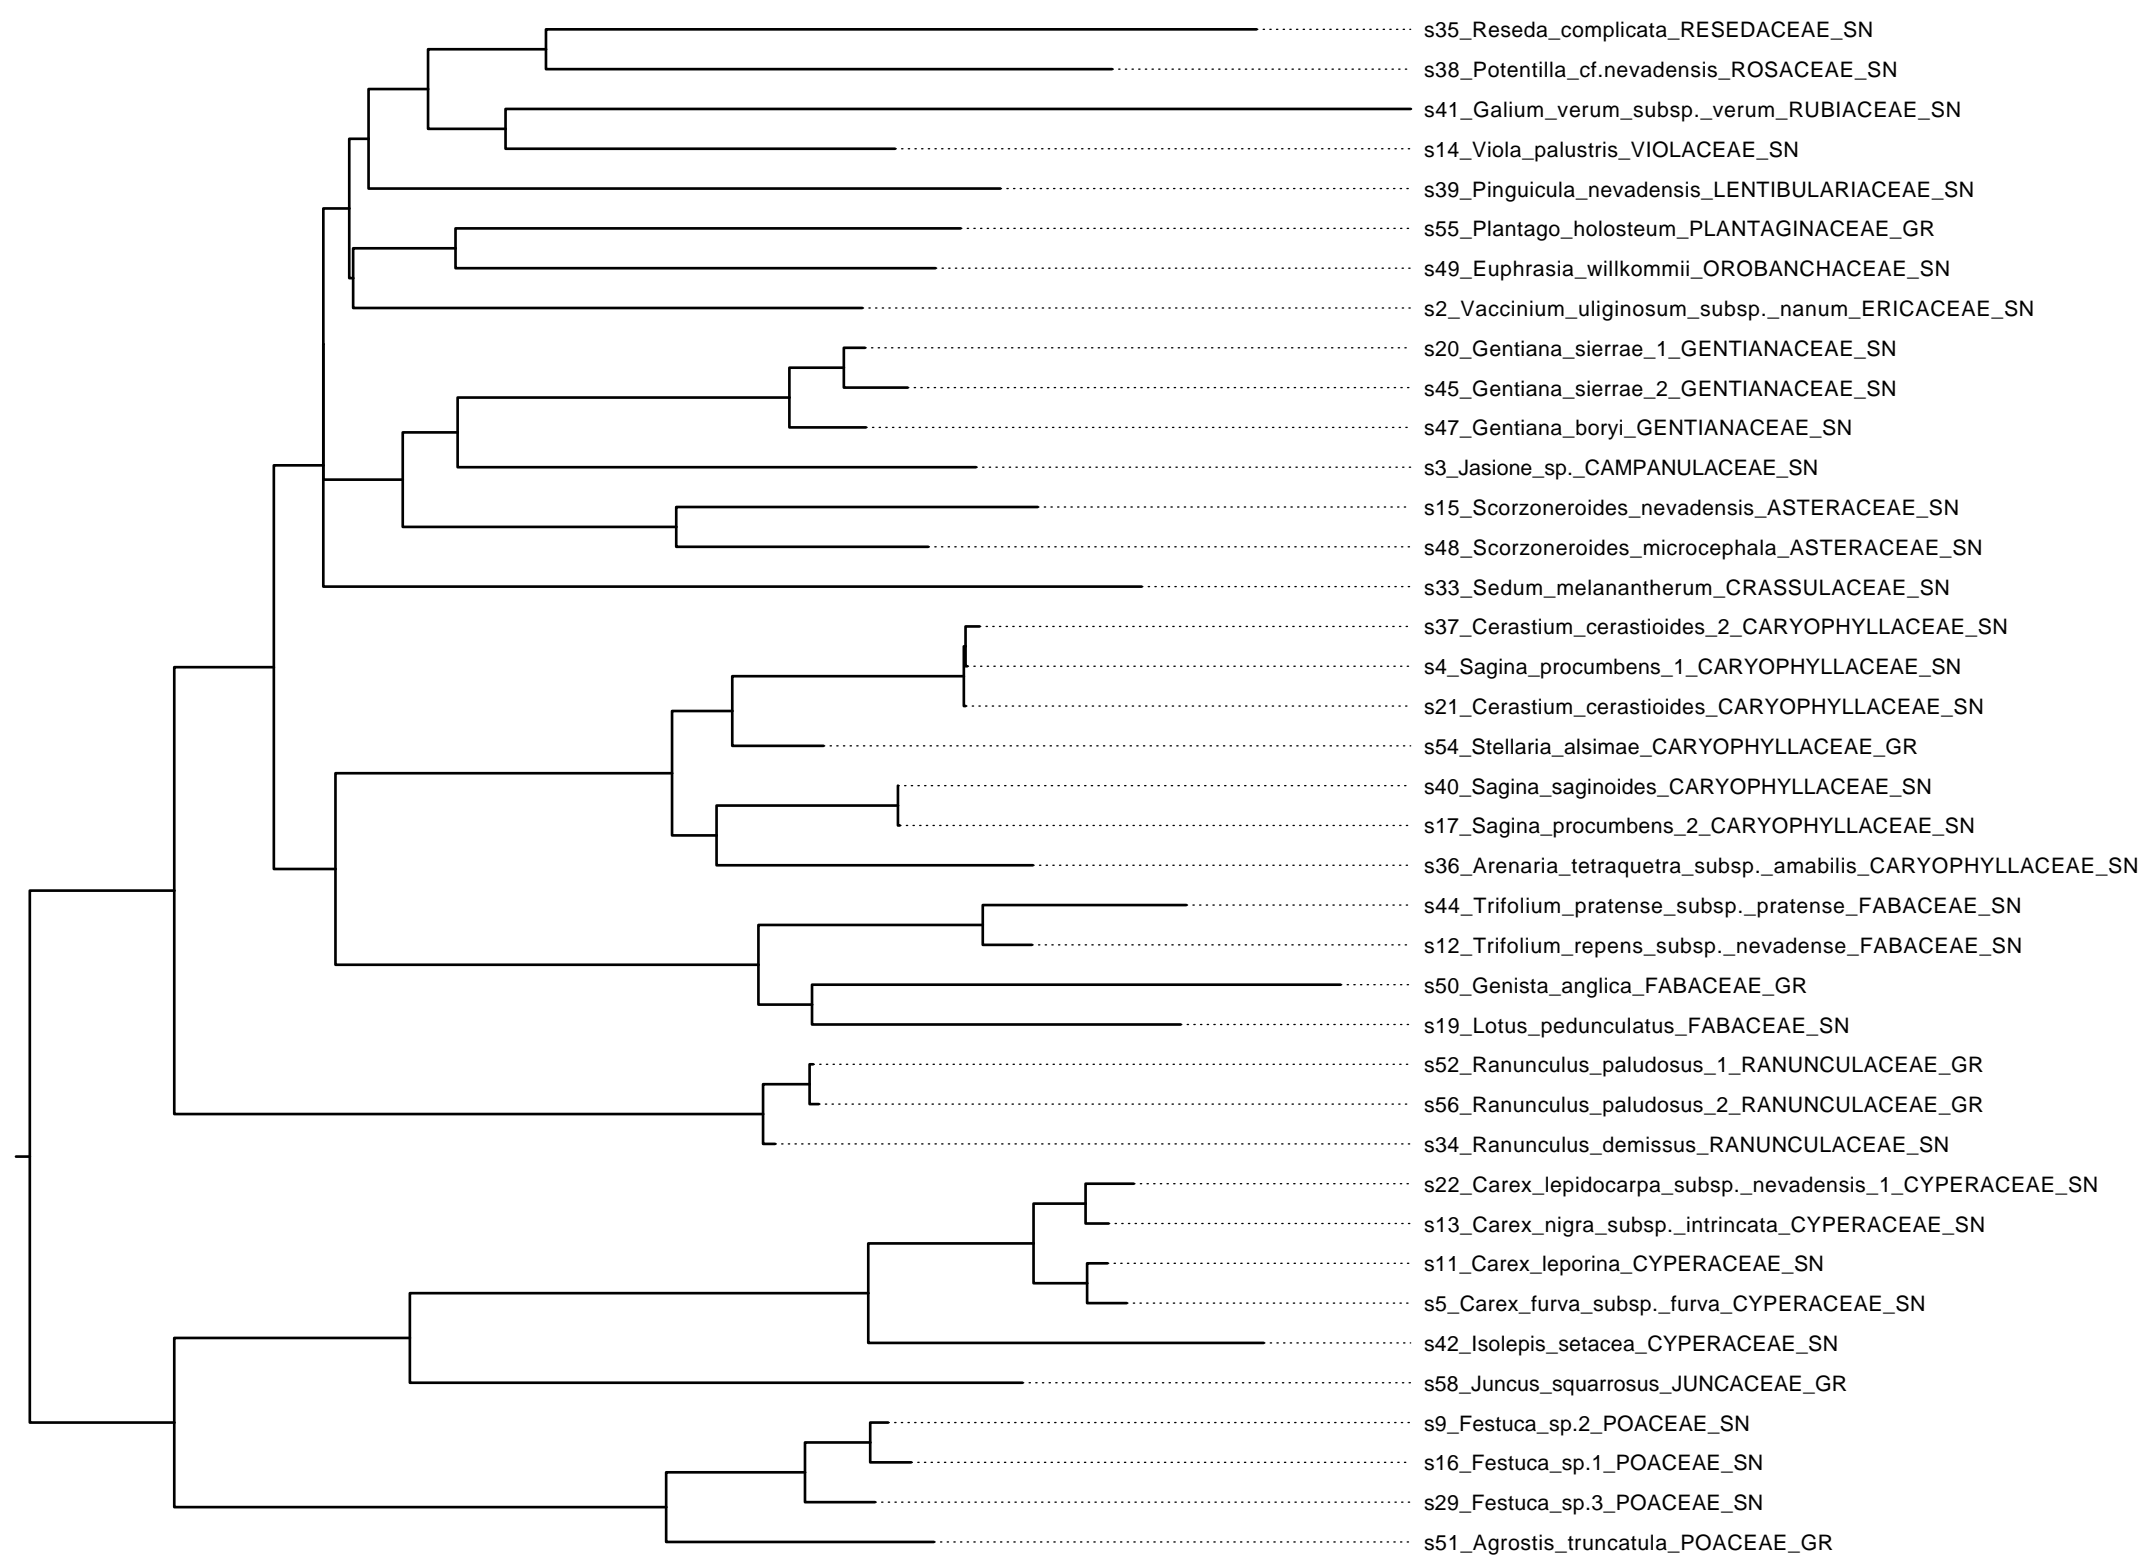 s35_Reseda_complicata_RESEDACEAE_SN
s38_Potentilla_cf.nevadensis_ROSACEAE_SN
s41_Galium_verum_subsp._verum_RUBIACEAE_SN
s14_Viola_palustris_VIOLACEAE_SN
s39_Pinguicula_nevadensis_LENTIBULARIACEAE_SN
s55_Plantago_holosteum_PLANTAGINACEAE_GR
s49_Euphrasia_willkommii_OROBANCHACEAE_SN
s2_Vaccinium_uliginosum_subsp._nanum_ERICACEAE_SN
s20_Gentiana_sierrae_1_GENTIANACEAE_SN
s45_Gentiana_sierrae_2_GENTIANACEAE_SN
s47_Gentiana_boryi_GENTIANACEAE_SN
s3_Jasione_sp._CAMPANULACEAE_SN
s15_Scorzoneroides_nevadensis_ASTERACEAE_SN
s48_Scorzoneroides_microcephala_ASTERACEAE_SN
s33_Sedum_melanantherum_CRASSULACEAE_SN
s37_Cerastium_cerastioides_2_CARYOPHYLLACEAE_SN
s4_Sagina_procumbens_1_CARYOPHYLLACEAE_SN
s21_Cerastium_cerastioides_CARYOPHYLLACEAE_SN
s54_Stellaria_alsimae_CARYOPHYLLACEAE_GR
s40_Sagina_saginoides_CARYOPHYLLACEAE_SN
s17_Sagina_procumbens_2_CARYOPHYLLACEAE_SN
s36_Arenaria_tetraquetra_subsp._amabilis_CARYOPHYLLACEAE_SN
s44_Trifolium_pratense_subsp._pratense_FABACEAE_SN
s12_Trifolium_repens_subsp._nevadense_FABACEAE_SN
s50_Genista_anglica_FABACEAE_GR
s19_Lotus_pedunculatus_FABACEAE_SN
s52_Ranunculus_paludosus_1_RANUNCULACEAE_GR
s56_Ranunculus_paludosus_2_RANUNCULACEAE_GR
s34_Ranunculus_demissus_RANUNCULACEAE_SN
s22_Carex_lepidocarpa_subsp._nevadensis_1_CYPERACEAE_SN
s13_Carex_nigra_subsp._intrincata_CYPERACEAE_SN
s11_Carex_leporina_CYPERACEAE_SN
s5_Carex_furva_subsp._furva_CYPERACEAE_SN
s42_Isolepis_setacea_CYPERACEAE_SN
s58_Juncus_squarrosus_JUNCACEAE_GR
s9_Festuca_sp.2_POACEAE_SN
s16_Festuca_sp.1_POACEAE_SN
s29_Festuca_sp.3_POACEAE_SN
s51_Agrostis_truncatula_POACEAE_GR